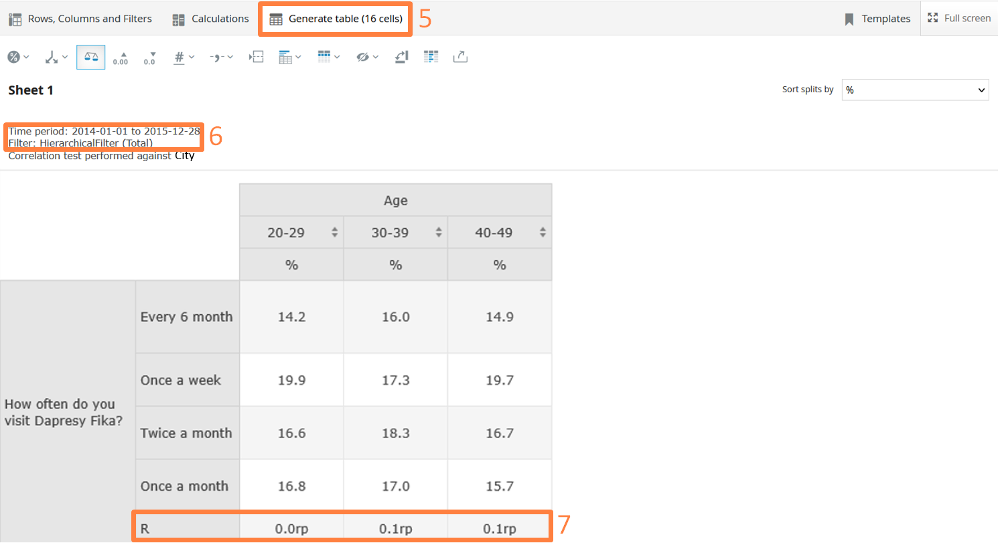 Rows, Columns and Filters Calculations Generate table (16 cells) 5 Templates Full screen
% 0.00 0.0 # -,-
Sheet 1
Sort splits by %
Time period: 2014-01-01 to 2015-12-28
Filter: HierarchicalFilter (Total) 6
Correlation test performed against City
Age
20-29 30-39 40-49
% % %
Every 6 month 14.2 16.0 14.9
Once a week 19.9 17.3 19.7
How often do you
visit Dapresy Fika?
Twice a month 16.6 18.3 16.7
Once a month 16.8 17.0 15.7
R 0.0rp 0.1rp 0.1rp 7